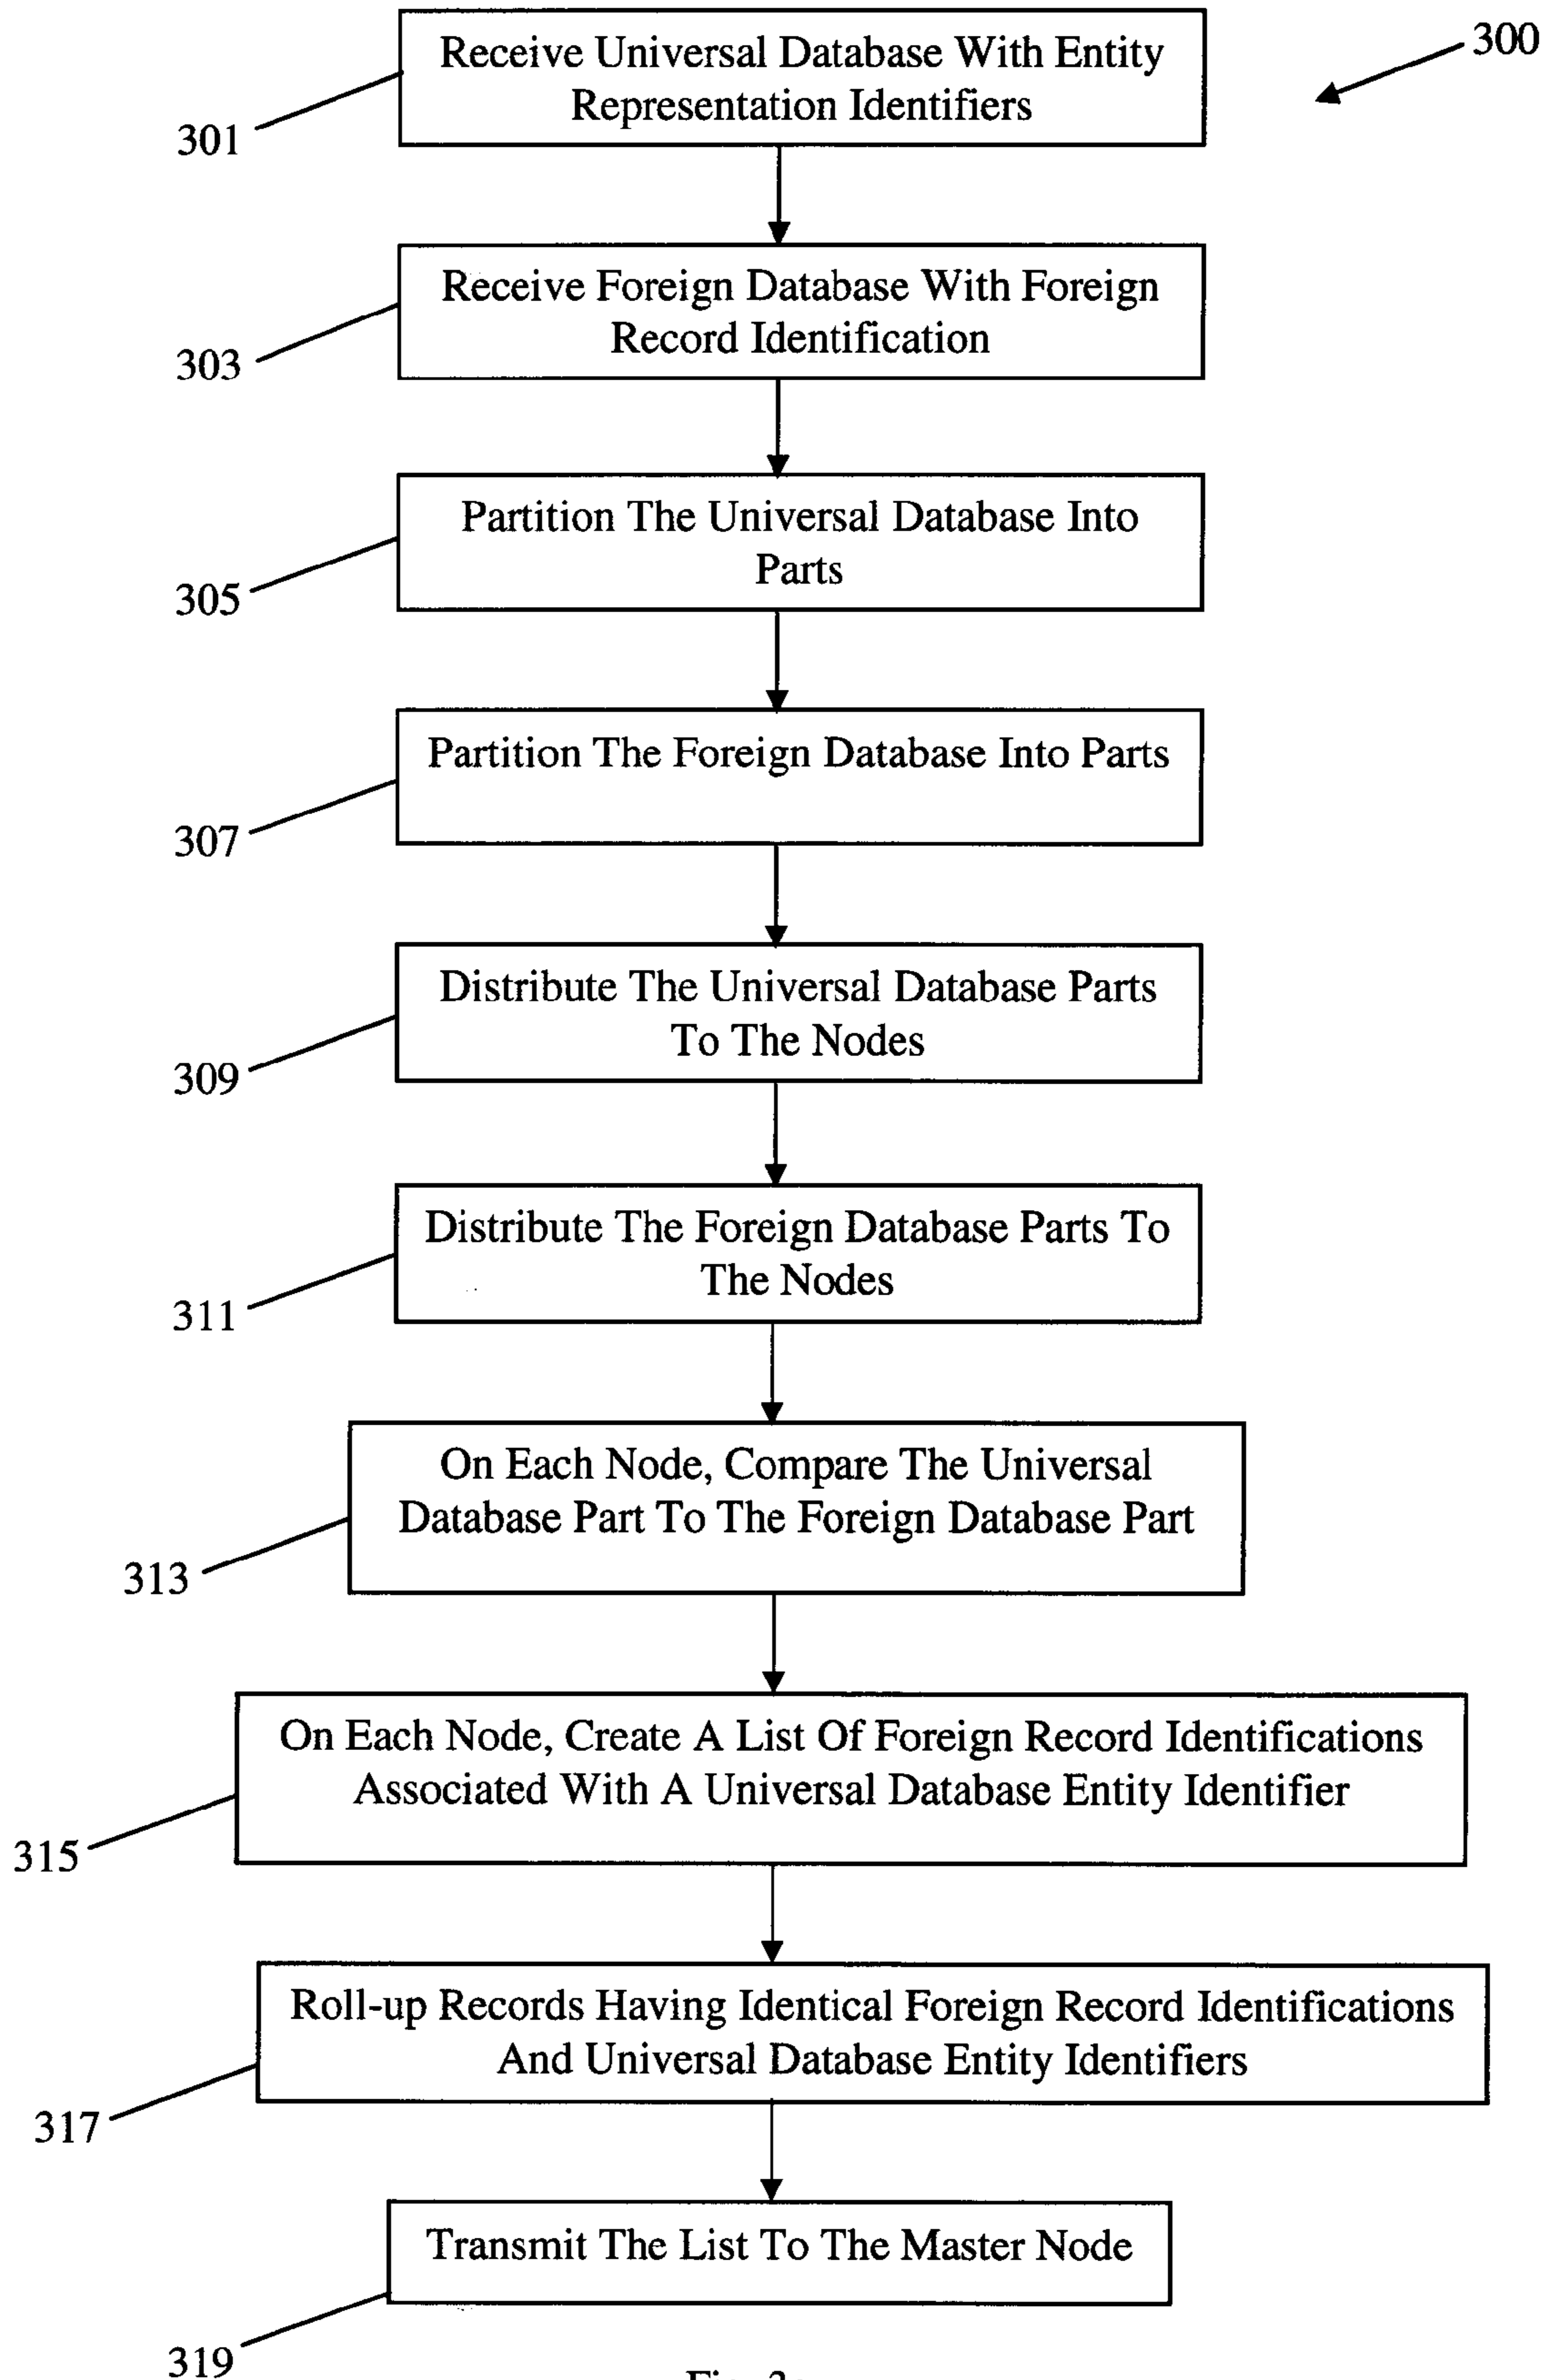 Receive Universal Database With Entity
Representation Identifiers
300
301
Receive Foreign Database With Foreign
Record Identification
303
Partition The Universal Database Into
Parts
305
Partition The Foreign Database Into Parts
307
Distribute The Universal Database Parts
To The Nodes
309
Distribute The Foreign Database Parts To
The Nodes
311
On Each Node, Compare The Universal
Database Part To The Foreign Database Part
313
On Each Node, Create A List Of Foreign Record Identifications
Associated With A Universal Database Entity Identifier
315
Roll-up Records Having Identical Foreign Record Identifications
And Universal Database Entity Identifiers
317
Transmit The List To The Master Node
319